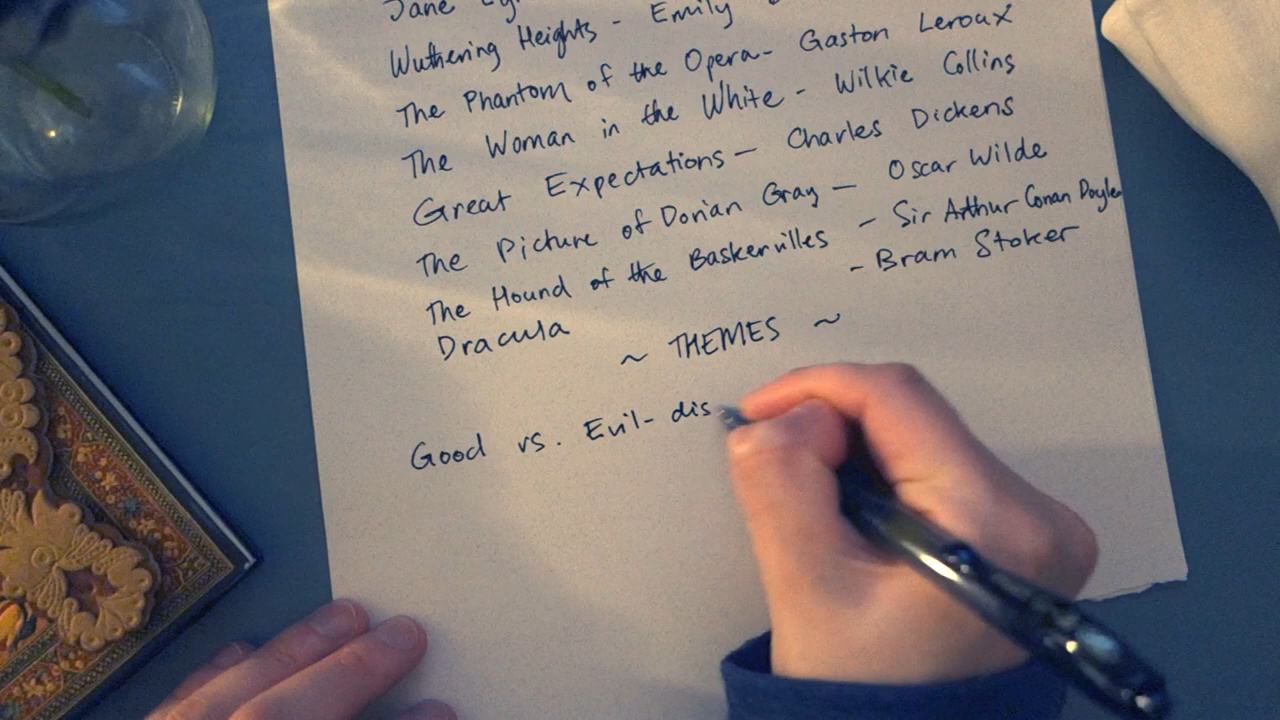 Jane
Wuthering Heights - Emily
The Phantom of the Opera- Gaston Leroux
The Woman in the White - Wilkie Collins
Great Expectations - Charles Dickens
The Picture of Dorian Gray - Oscar Wilde
The Hound of the Baskervilles - Sir Arthur Conan Doyle
Dracula - Bram Stoker
~ THEMES ~
Good vs. Evil- dis